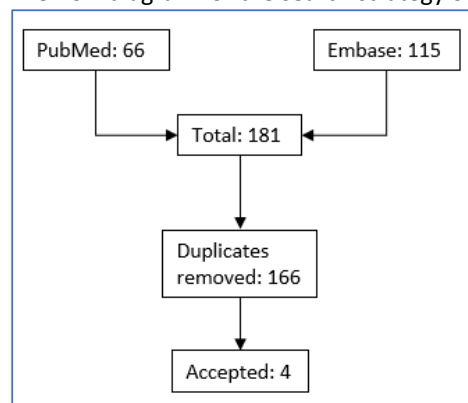 PubMed: 66
Embase: 115
Total: 181
Duplicates
removed: 166
Accepted: 4